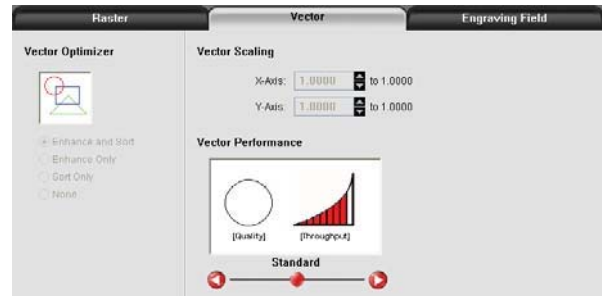 Raster Vector Engraving Field
Vector Optimizer
Enhance and Sort
Enhance Only
Sort Only
None
Vector Scaling
X-Axis: 1.0000 to 1.0000
Y-Axis: 1.0000 to 1.0000
Vector Performance
[Quality] [Throughput]
Standard